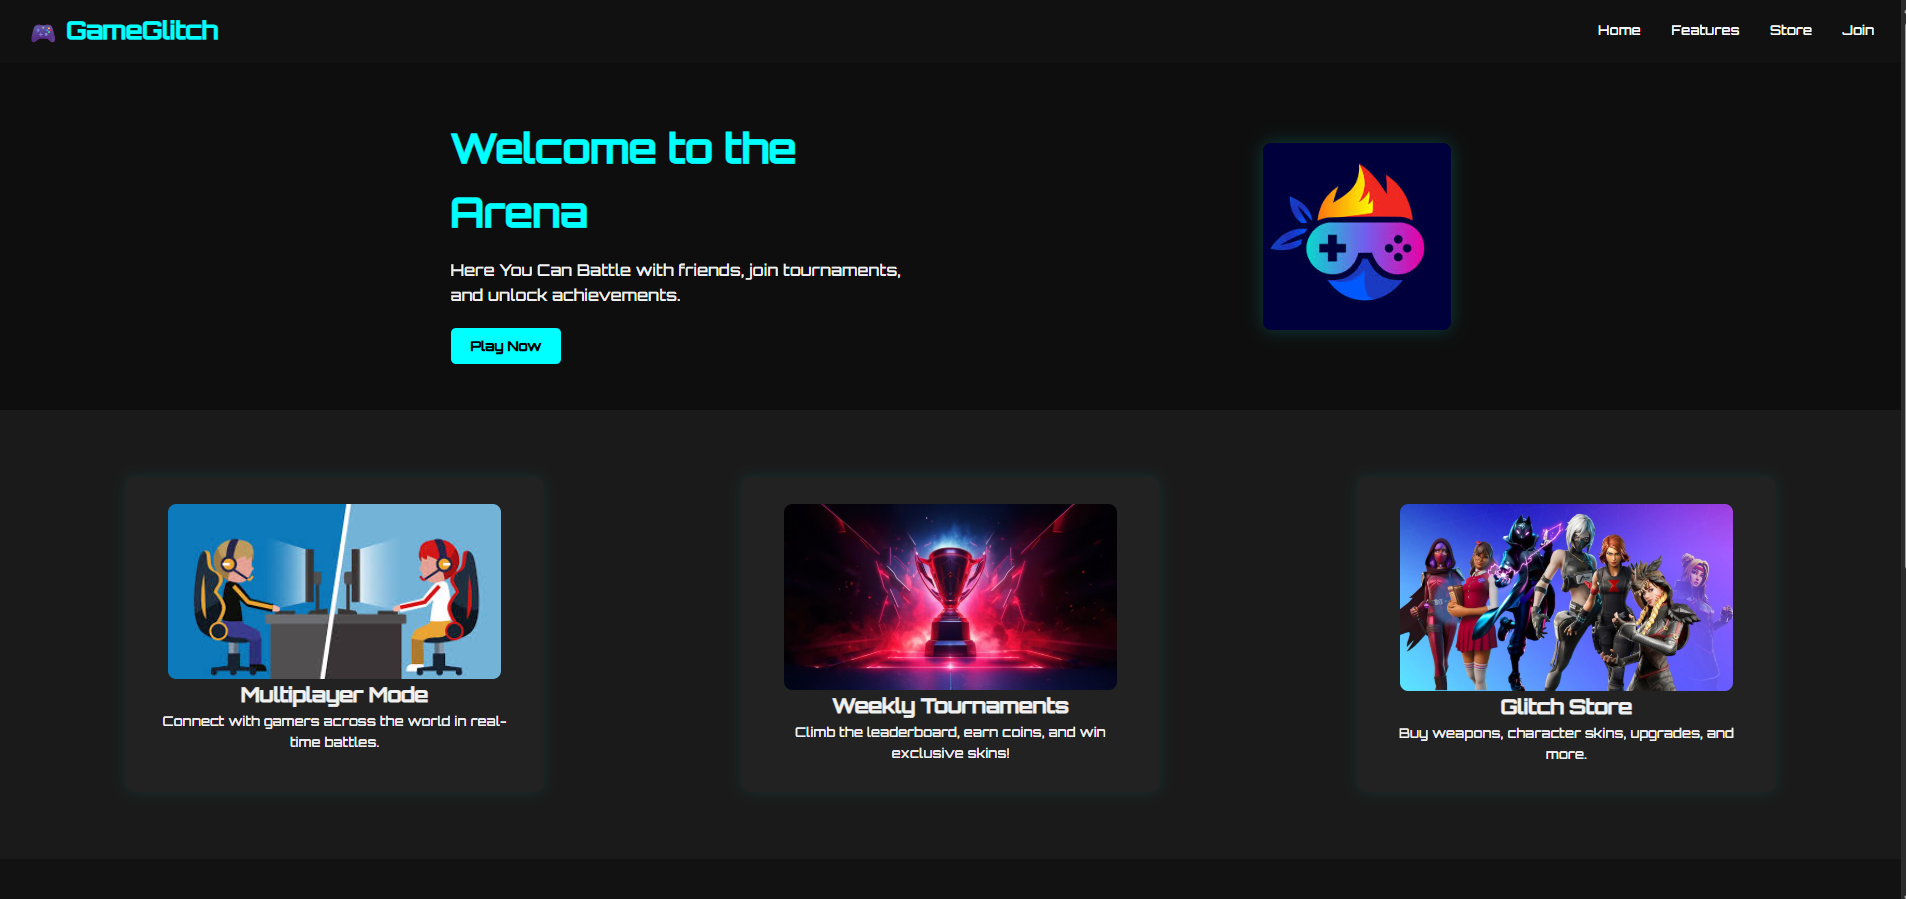 GameGlitch
Home Features Store Join
Welcome to the
Arena
Here You Can Battle with friends, join tournaments,
and unlock achievements.
Play Now
Multiplayer Mode
Connect with gamers across the world in real-
time battles.
Weekly Tournaments
Climb the leaderboard, earn coins, and win
exclusive skins!
Glitch Store
Buy weapons, character skins, upgrades, and
more.